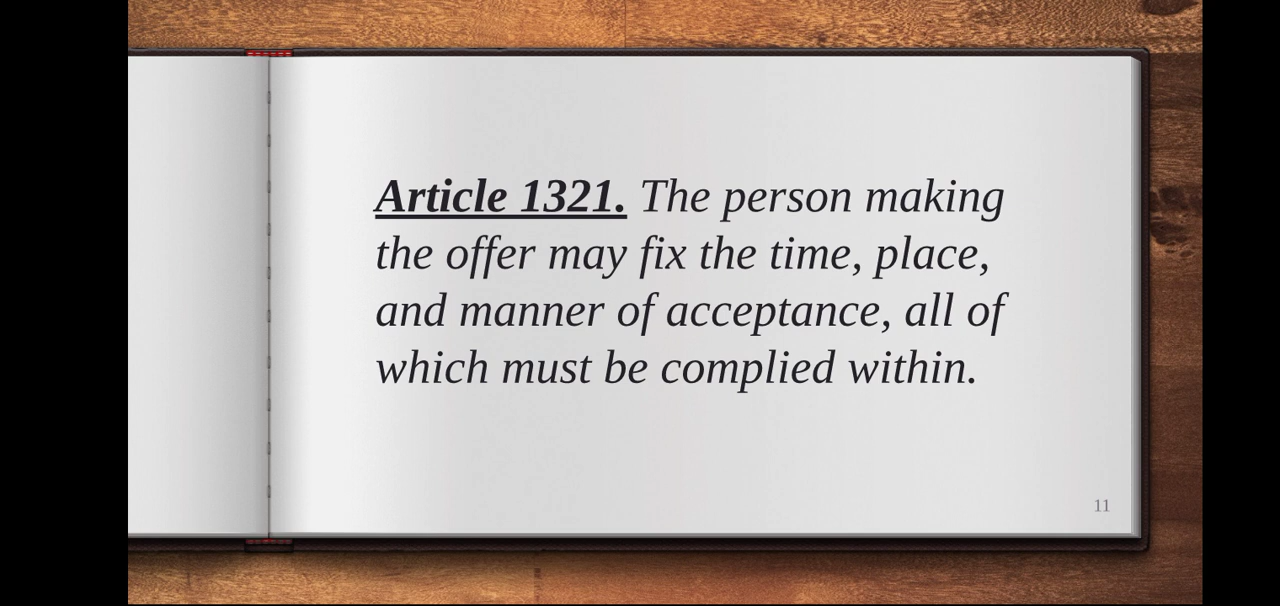 Article 1321. The person making
the offer may fix the time, place,
and manner of acceptance, all of
which must be complied within.
11